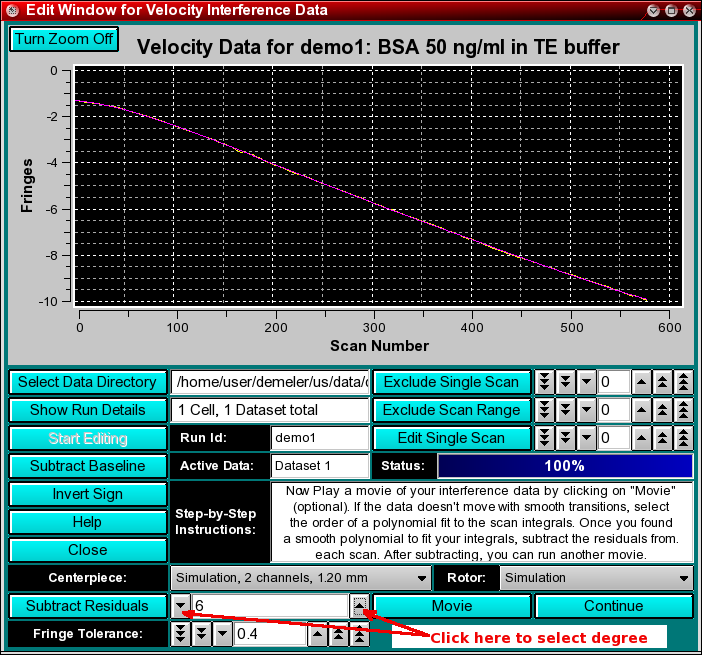 Edit Window for Velocity Interference Data
Turn Zoom Off
Velocity Data for demo1: BSA 50 ng/ml in TE buffer
0
-2
-4
-6
-8
-10
Fringes
0 100 200 300 400 500 600
Scan Number
Select Data Directory /home/user/demeler/us/data/ Exclude Single Scan 0
Show Run Details 1 Cell, 1 Dataset total Exclude Scan Range 0
Start Editing Run Id: demo1 Edit Single Scan 0
Subtract Baseline Active Data: Dataset 1 Status: 100%
Invert Sign
Help
Close
Step-by-Step
Instructions:
Now Play a movie of your interference data by clicking on "Movie"
(optional). If the data doesn't move with smooth transitions, select
the order of a polynomial fit to the scan integrals. Once you found
a smooth polynomial to fit your integrals, subtract the residuals from.
each scan. After subtracting, you can run another movie.
Centerpiece: Simulation, 2 channels, 1.20 mm Rotor: Simulation
Subtract Residuals 6 Movie Continue
Fringe Tolerance: 0.4 Click here to select degree